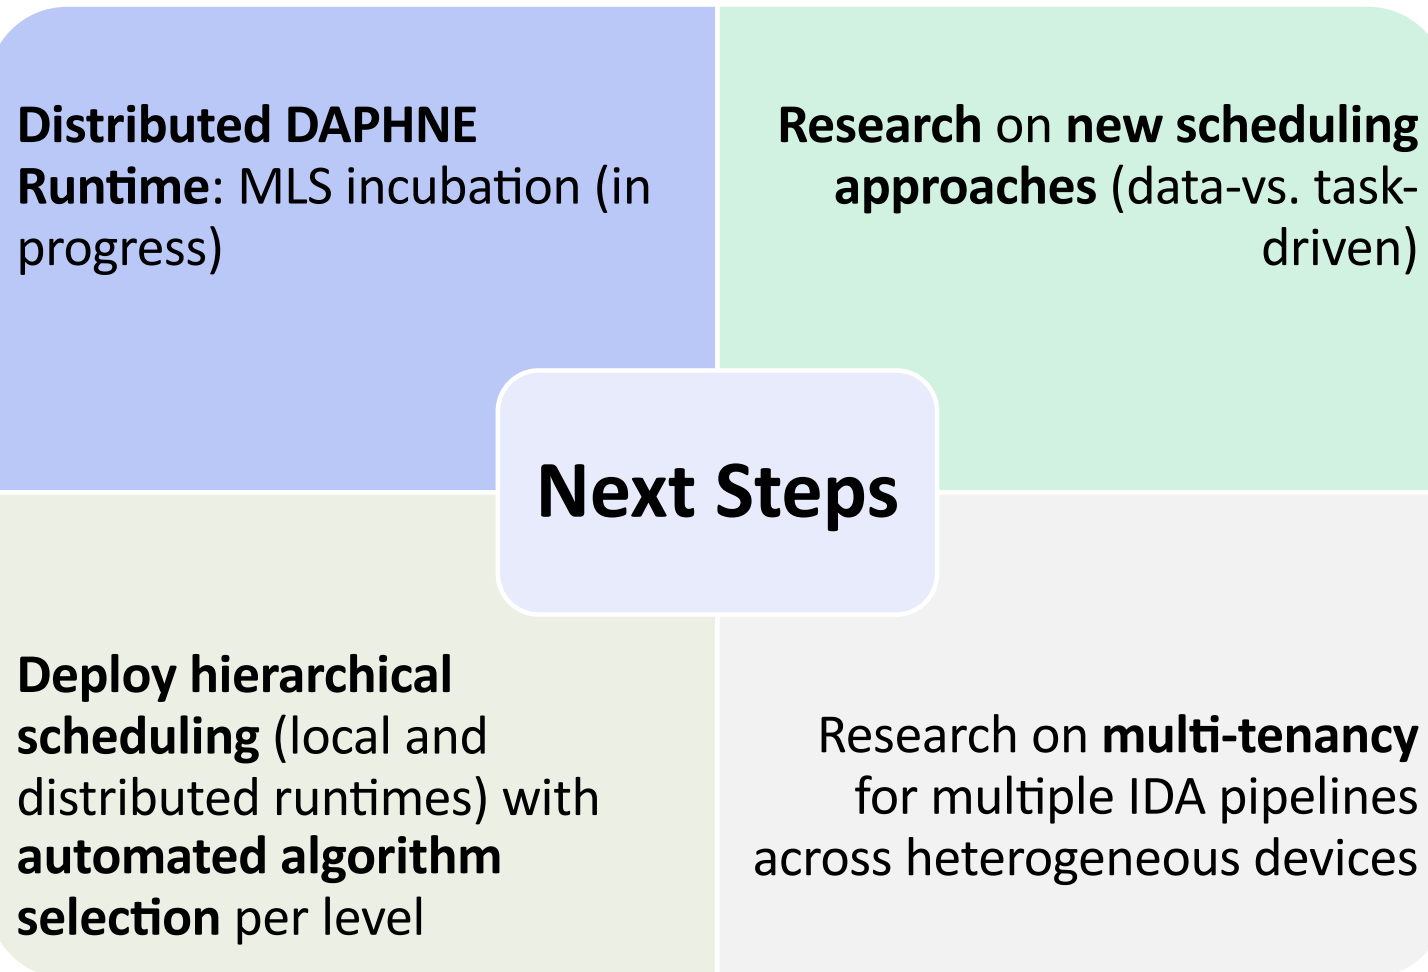 Distributed DAPHNE
Runtime: MLS incubation (in
progress)
Research on new scheduling
approaches (data-vs. task-
driven)
Next Steps
Deploy hierarchical
scheduling (local and
distributed runtimes) with
automated algorithm
selection per level
Research on multi-tenancy
for multiple IDA pipelines
across heterogeneous devices